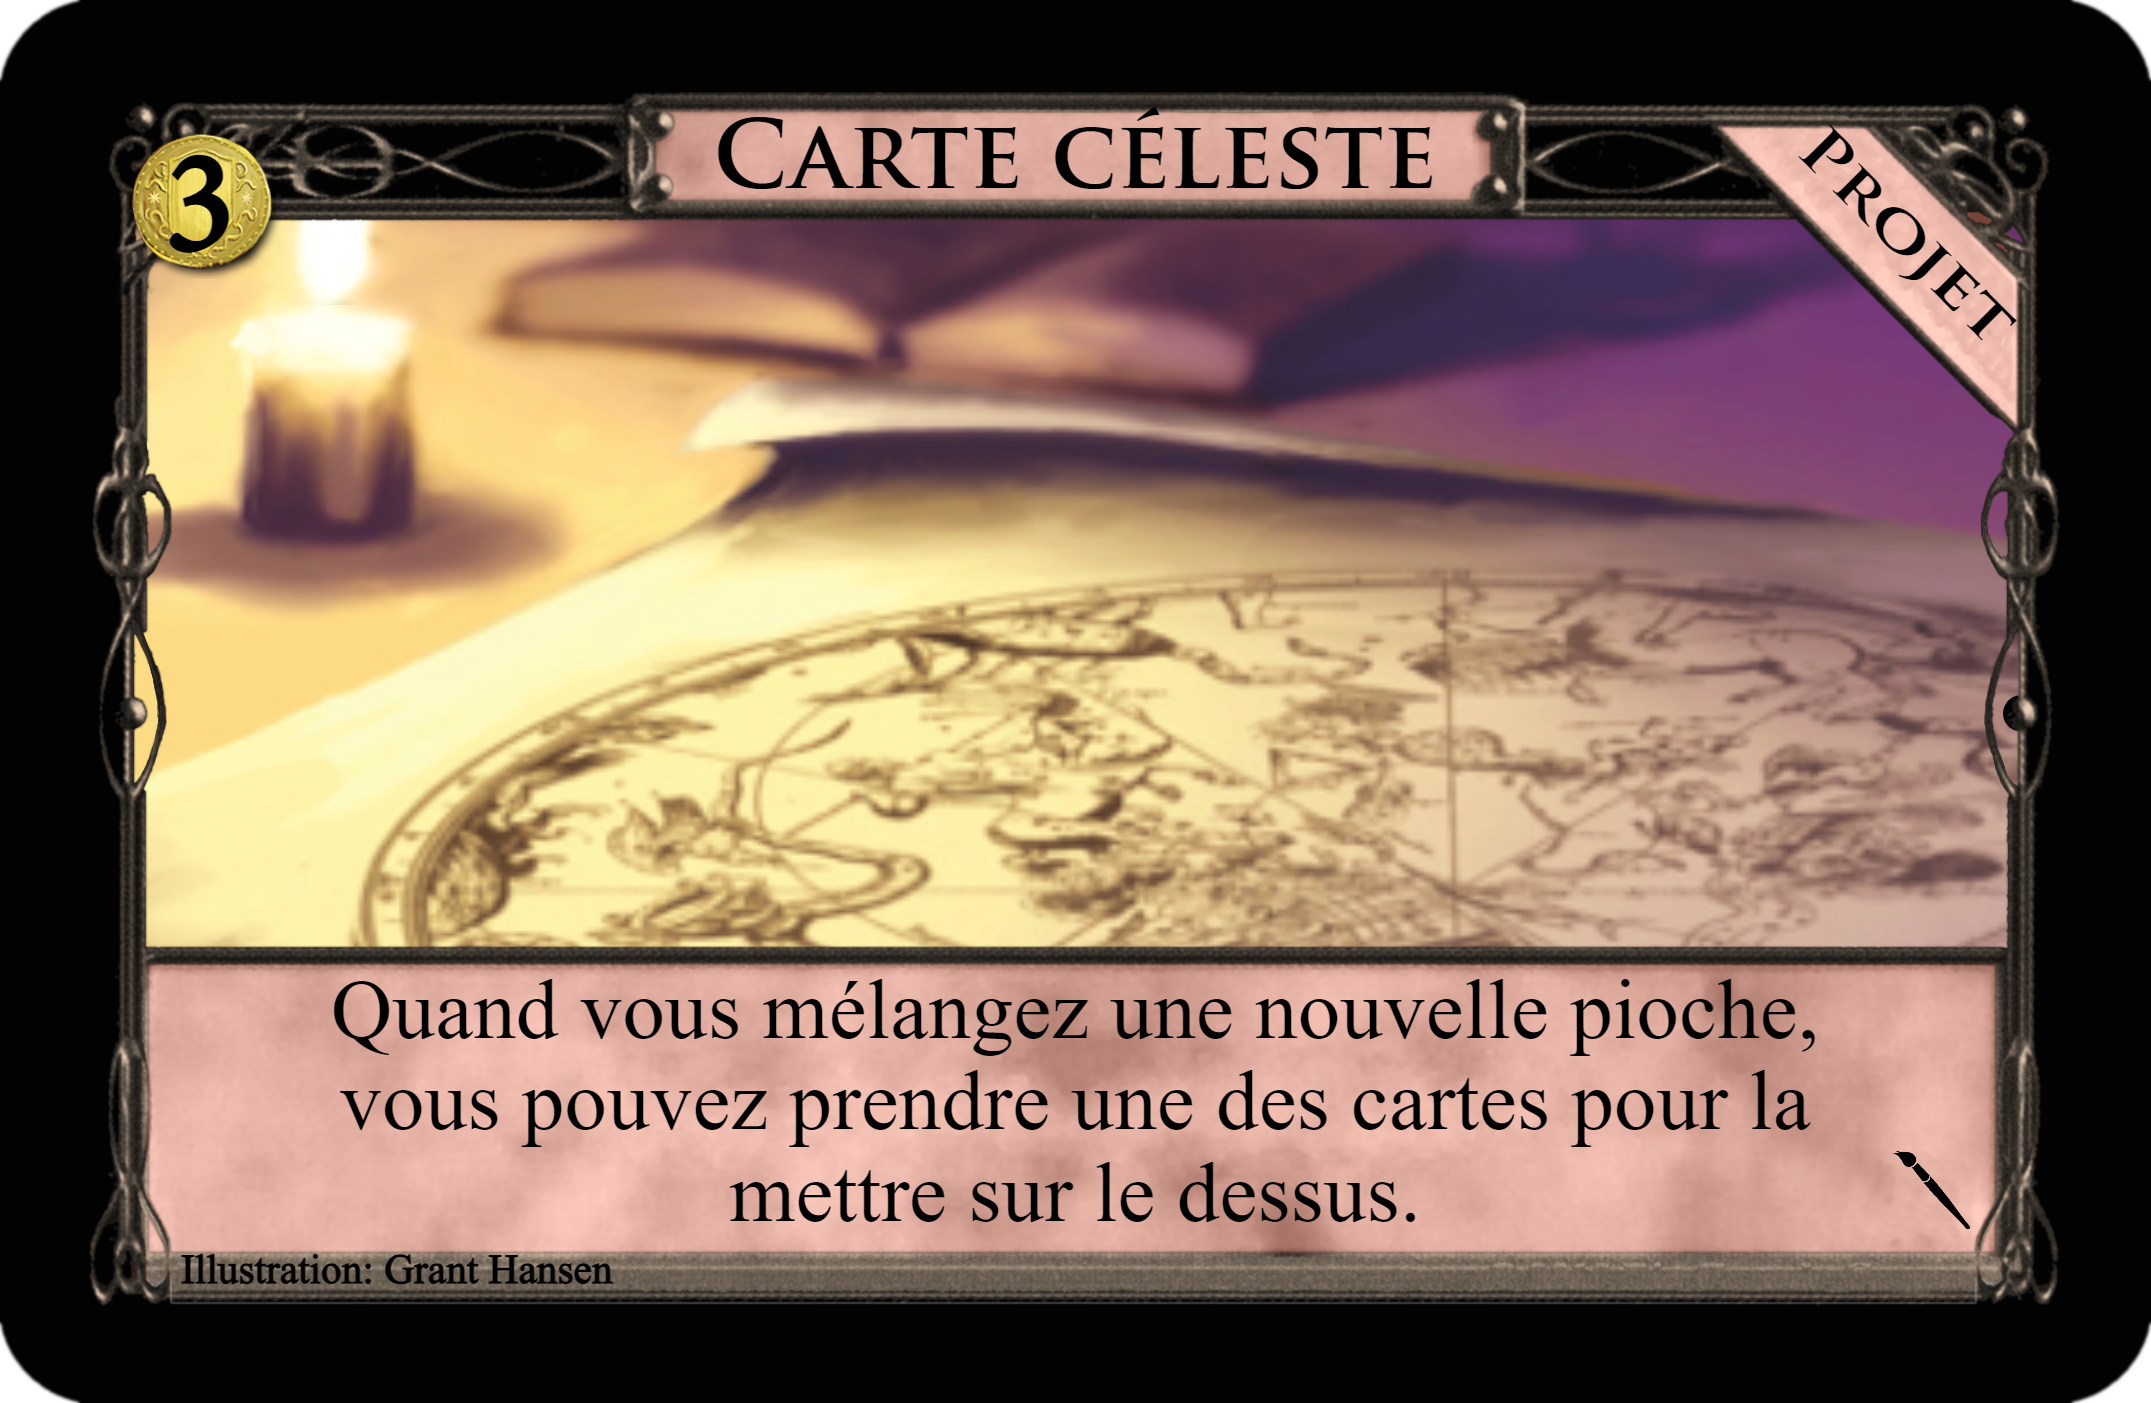 3
CARTE CÉLESTE
PROJET
Quand vous mélangez une nouvelle pioche,
vous pouvez prendre une des cartes pour la
mettre sur le dessus.
Illustration: Grant Hansen